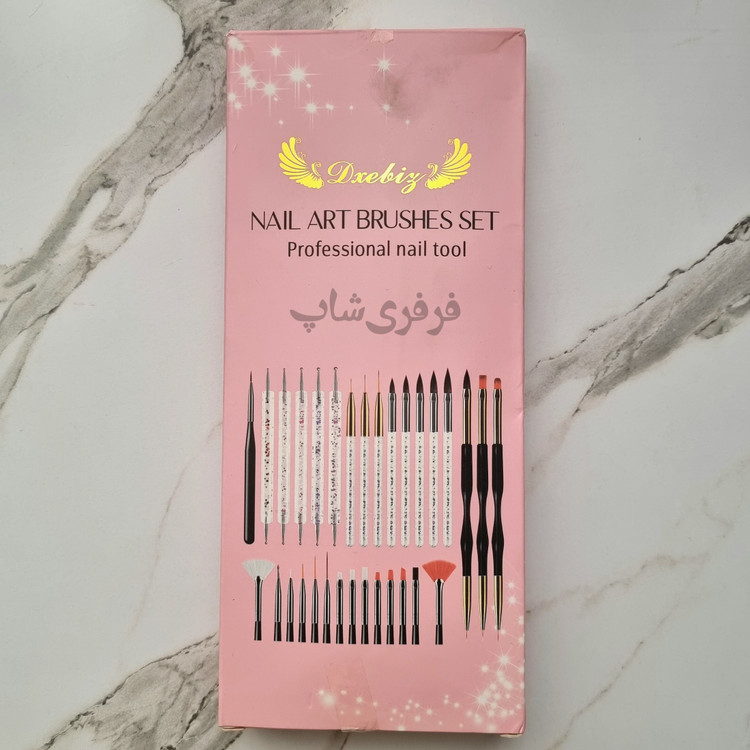 Dxebiz
NAIL ART BRUSHES SET
Professional nail tool
فرفری شاپ